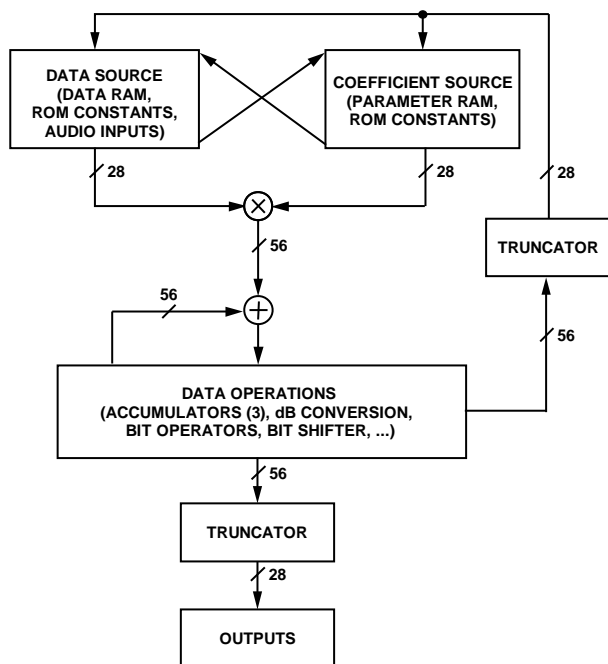 DATA SOURCE
(DATA RAM,
ROM CONSTANTS,
AUDIO INPUTS)
COEFFICIENT SOURCE
(PARAMETER RAM,
ROM CONSTANTS)
28
28
28
TRUNCATOR
56
56
56
DATA OPERATIONS
(ACCUMULATORS (3), dB CONVERSION,
BIT OPERATORS, BIT SHIFTER, ...)
56
TRUNCATOR
28
OUTPUTS